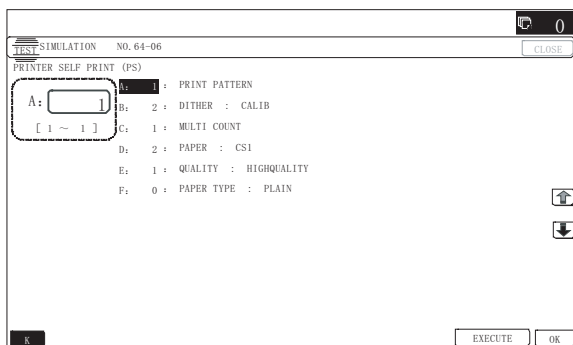 0
TEST SIMULATION NO.64-06
CLOSE
PRINTER SELF PRINT (PS)
A: 1
[ 1 ~ 1 ]
A: 1 : PRINT PATTERN
B: 2 : DITHER : CALIB
C: 1 : MULTI COUNT
D: 2 : PAPER : CS1
E: 1 : QUALITY : HIGHQUALITY
F: 0 : PAPER TYPE : PLAIN
K
EXECUTE
OK